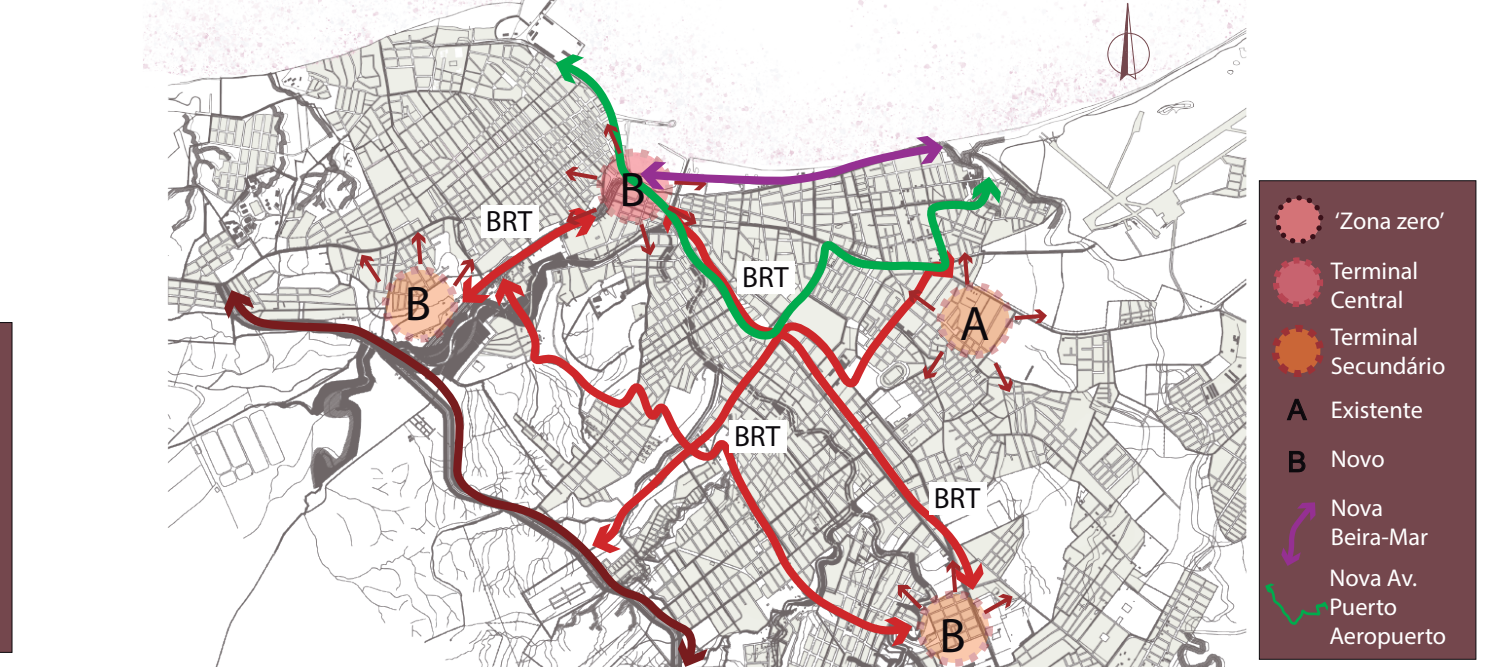 B
BRT
BRT
B
A
BRT
BRT
B
'Zona zero'
Terminal
Central
Terminal
Secundário
A Existente
B Novo
Nova
Beira-Mar
Nova Av.
Puerto
Aeropuerto